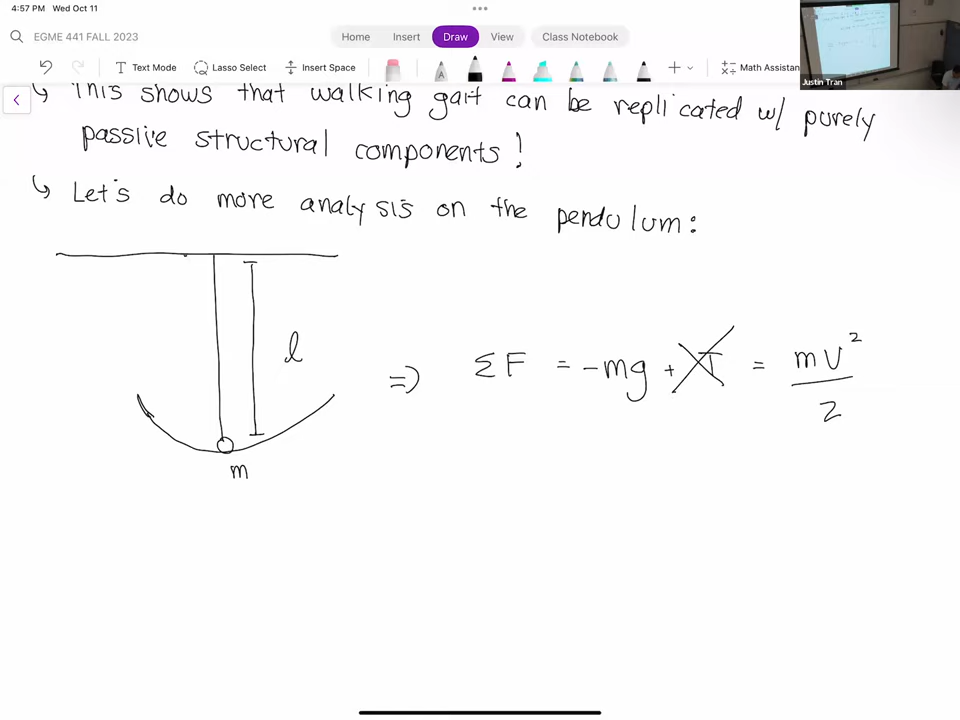 4:57 PM Wed Oct 11
EGME 441 FALL 2023
Home Insert Draw View Class Notebook
Text Mode Lasso Select Insert Space Math Assistan
Justin Tran
↳ This shows that walking gait can be replicated w/ purely
passive structural components!
↳ Let's do more analysis on the pendulum:
l
⇒ ΣF = -mg + T = mV²/2
m